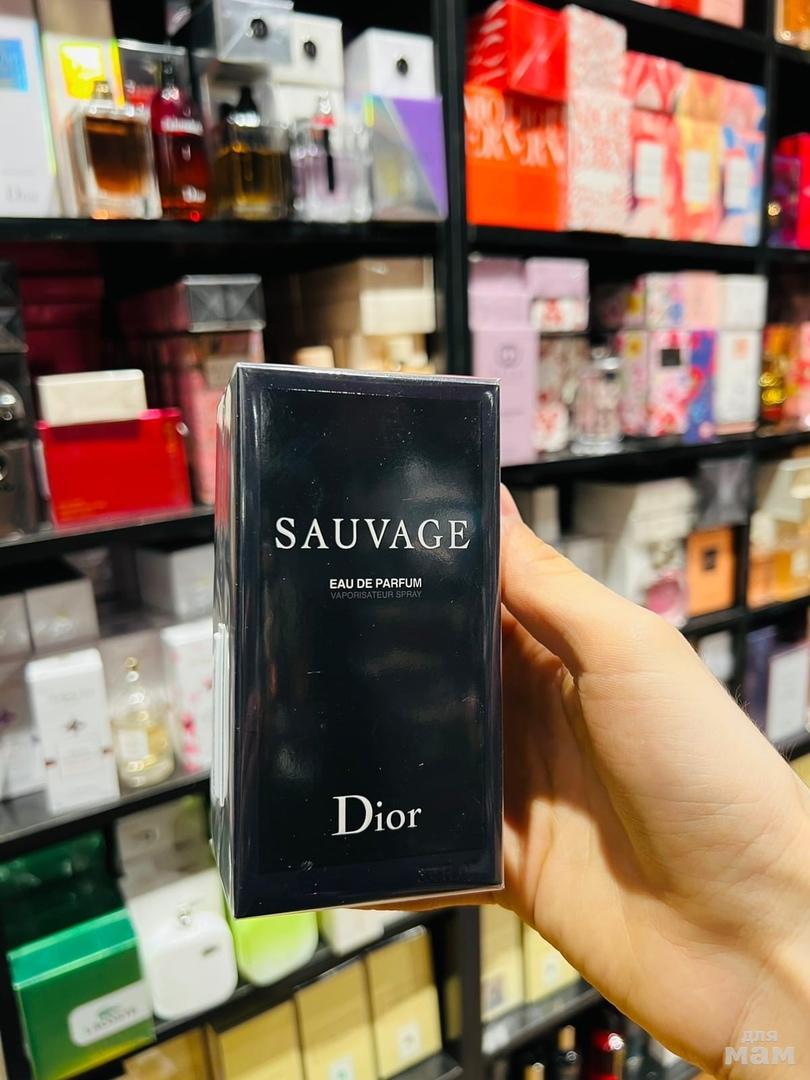 SAUVAGE
EAU DE PARFUM
VAPORISATEUR SPRAY
Dior
для
мам